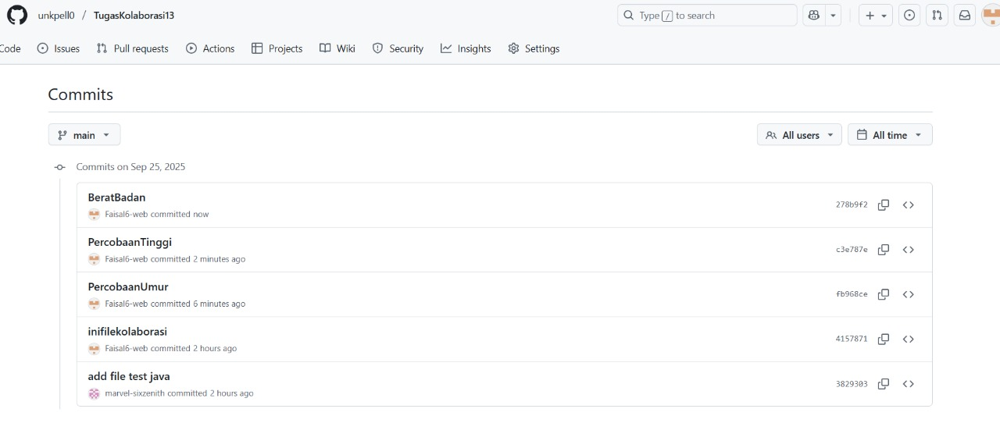 unkpell0 / TugasKolaborasi13
Type / to search
Code Issues Pull requests Actions Projects Wiki Security Insights Settings
Commits
main All users All time
Commits on Sep 25, 2025
BeratBadan
Faisal6-web committed now
278b9f2
PercobaanTinggi
Faisal6-web committed 2 minutes ago
c3e787e
PercobaanUmur
Faisal6-web committed 6 minutes ago
fb968ce
inifilekolaborasi
Faisal6-web committed 2 hours ago
4157871
add file test java
marvel-sixzenith committed 2 hours ago
3829303